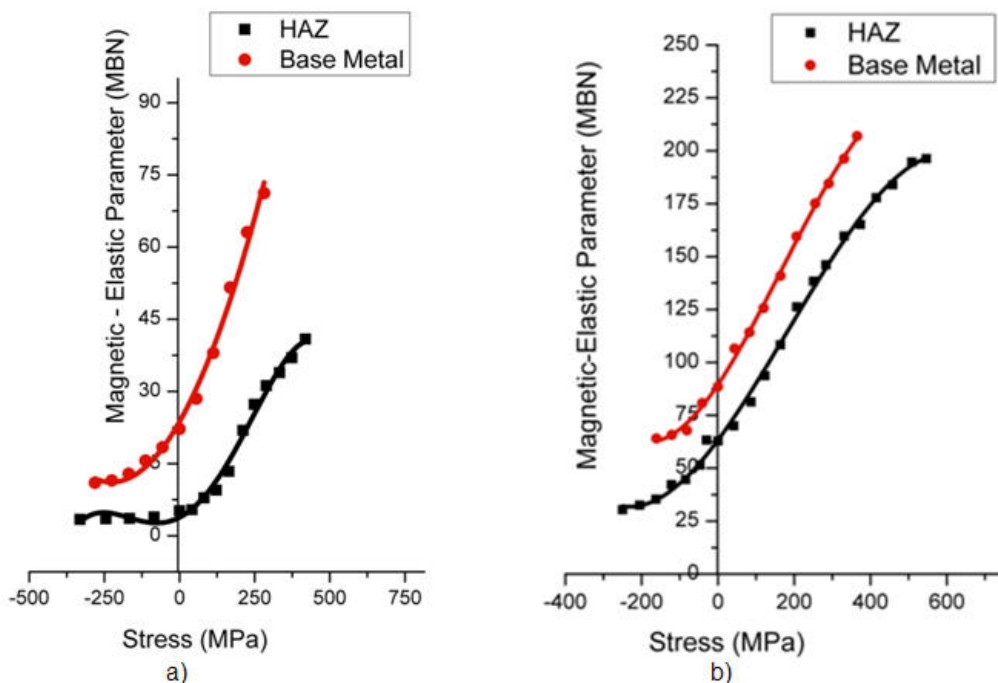 HAZ
Base Metal
Magnetic - Elastic Parameter (MBN)
90
75
60
45
30
15
0
-500 -250 0 250 500 750
Stress (MPa)
a)
HAZ
Base Metal
Magnetic-Elastic Parameter (MBN)
250
225
200
175
150
125
100
75
50
25
0
-400 -200 0 200 400 600
Stress (MPa)
b)